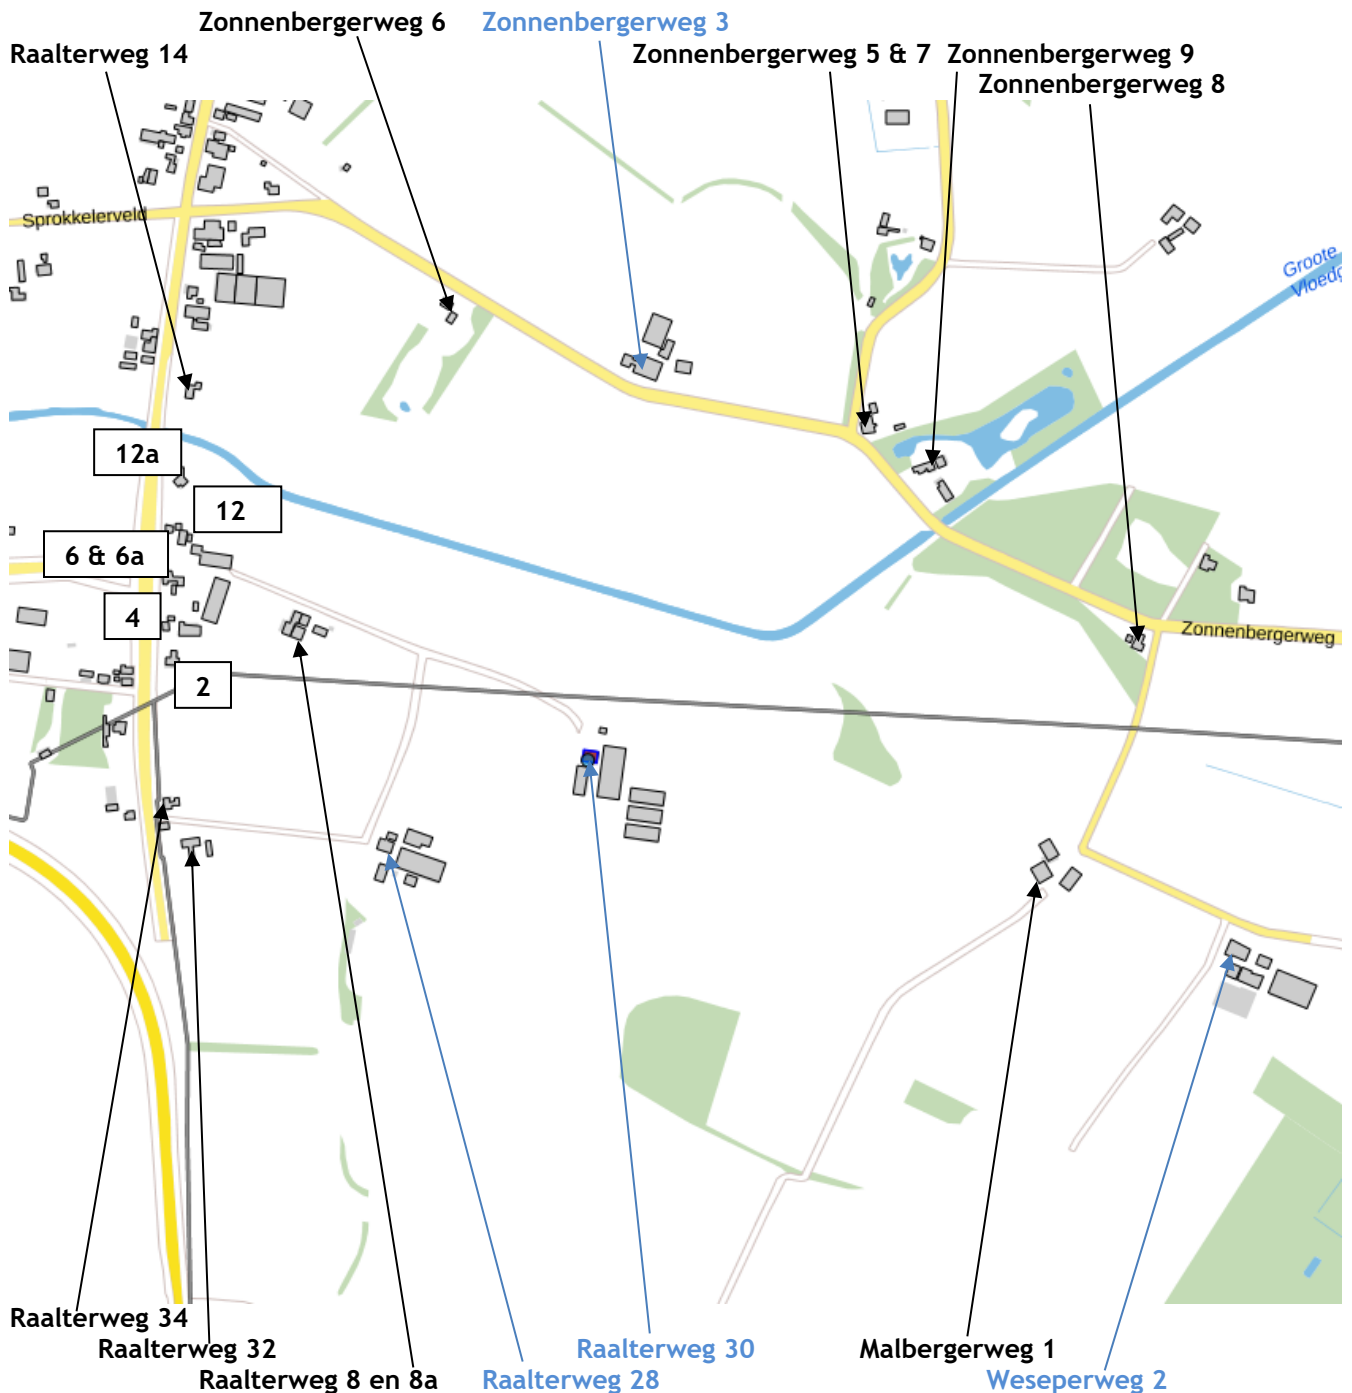 Zonnenbergerweg 6
Zonnenbergerweg 3
Raalterweg 14
Zonnenbergerweg 5 & 7
Zonnenbergerweg 9
Zonnenbergerweg 8
Sprokkelerveld
Groote
Vloedg
12a
12
6 & 6a
4
Zonnenbergerweg
2
Raalterweg 34
Raalterweg 32
Raalterweg 30
Malbergerweg 1
Raalterweg 8 en 8a
Raalterweg 28
Weseperweg 2